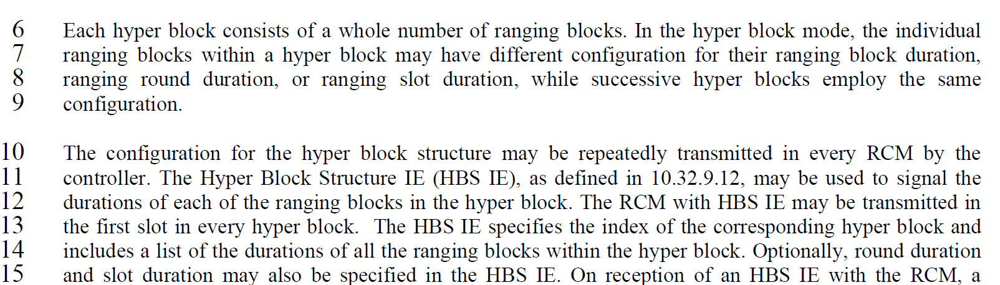 6 Each hyper block consists of a whole number of ranging blocks. In the hyper block mode, the individual
7 ranging blocks within a hyper block may have different configuration for their ranging block duration,
8 ranging round duration, or ranging slot duration, while successive hyper blocks employ the same
9 configuration.
10 The configuration for the hyper block structure may be repeatedly transmitted in every RCM by the
11 controller. The Hyper Block Structure IE (HBS IE), as defined in 10.32.9.12, may be used to signal the
12 durations of each of the ranging blocks in the hyper block. The RCM with HBS IE may be transmitted in
13 the first slot in every hyper block.  The HBS IE specifies the index of the corresponding hyper block and
14 includes a list of the durations of all the ranging blocks within the hyper block. Optionally, round duration
15 and slot duration may also be specified in the HBS IE. On reception of an HBS IE with the RCM, a